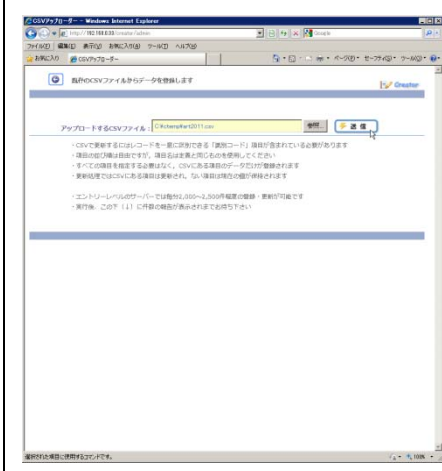 CSVアップローダー - Windows Internet Explorer
Google
ファイル(F) 編集(E) 表示(V) お気に入り(A) ツール(T) ヘルプ(H)
お気に入り CSVアップローダー ページ(P) セーフティ(S) ツール(O)
既存のCSVファイルからデータを登録します
Creator
アップロードするCSVファイル： 参照... 送信
・CSVで更新するにはレコードを一意に識別できる「識別コード」項目が含まれている必要があります
・項目の並び順は自由ですが、項目名は定義と同じものを使用してください
・すべての項目を指定する必要はなく、CSVにある項目のデータだけが登録されます
・更新処理ではCSVにある項目は更新され、ない項目は現在の値が保持されます
・エントリーレベルのサーバーでは毎分2,000～2,500件程度の登録・更新が可能です
・実行後、この下（↓）に件数の報告が表示されるまでお待ち下さい
選択された項目に使用するコマンドです。 100%